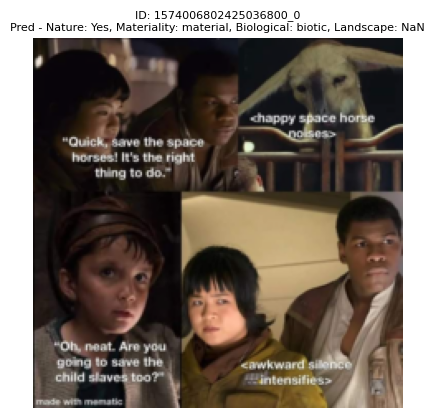 ID: 1574006802425036800_0
Pred - Nature: Yes, Materiality: material, Biological: biotic, Landscape: NaN
"Quick, save the space
horses! It's the right
thing to do."
<happy space horse
noises>
"Oh, neat. Are you
going to save the
child slaves too?"
<awkward silence
intensifies>
made with mematic